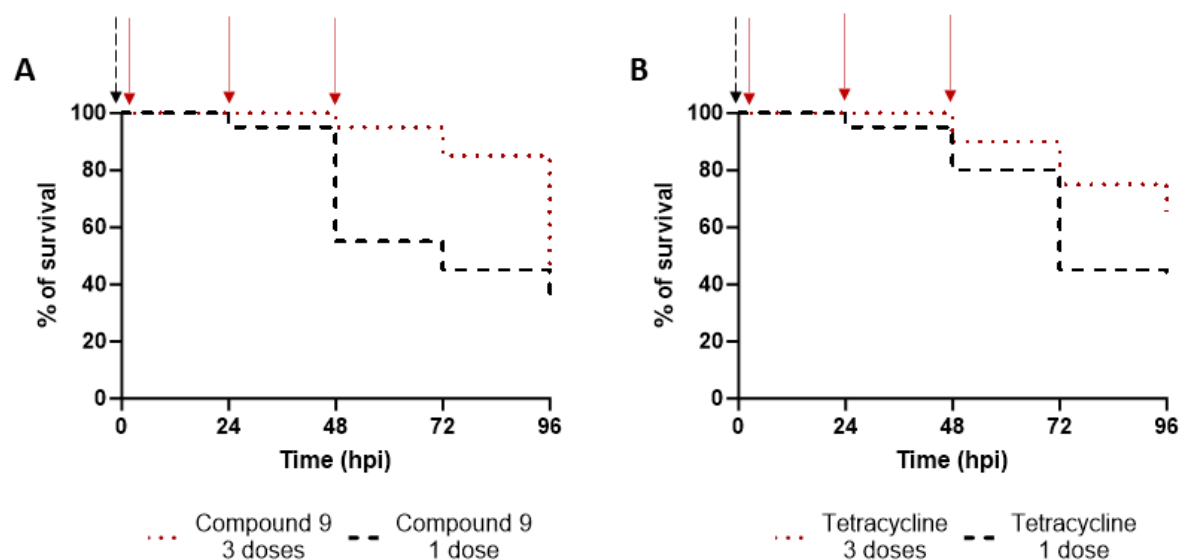 A
% of survival
100
80
60
40
20
0
0 24 48 72 96
Time (hpi)
Compound 9
3 doses
Compound 9
1 dose
B
% of survival
100
80
60
40
20
0
0 24 48 72 96
Time (hpi)
Tetracycline
3 doses
Tetracycline
1 dose